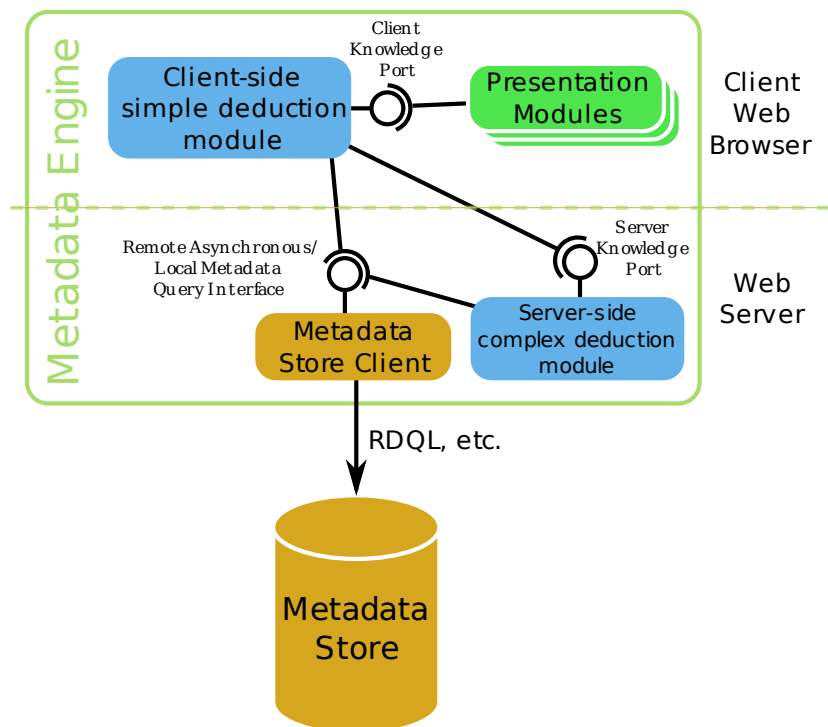 Metadata Engine
Client-side
simple deduction
module
Client
Knowledge
Port
Presentation
Modules
Client
Web
Browser
Remote Asynchronous/
Local Metadata
Query Interface
Server
Knowledge
Port
Web
Server
Metadata
Store Client
Server-side
complex deduction
module
RDQL, etc.
Metadata
Store